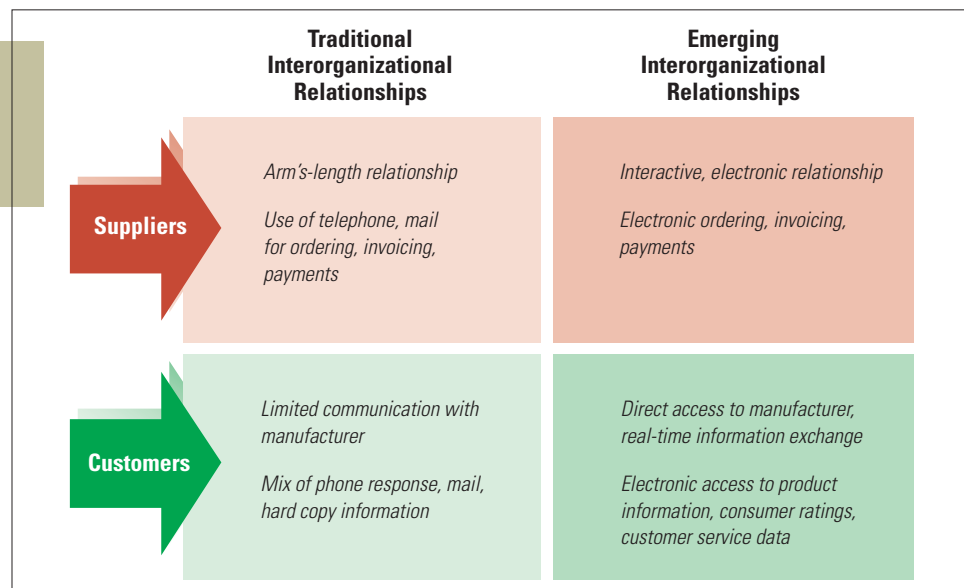 Traditional
Interorganizational
Relationships
Emerging
Interorganizational
Relationships
Suppliers
Arm's-length relationship
Use of telephone, mail
for ordering, invoicing,
payments
Interactive, electronic relationship
Electronic ordering, invoicing,
payments
Customers
Limited communication with
manufacturer
Mix of phone response, mail,
hard copy information
Direct access to manufacturer,
real-time information exchange
Electronic access to product
information, consumer ratings,
customer service data